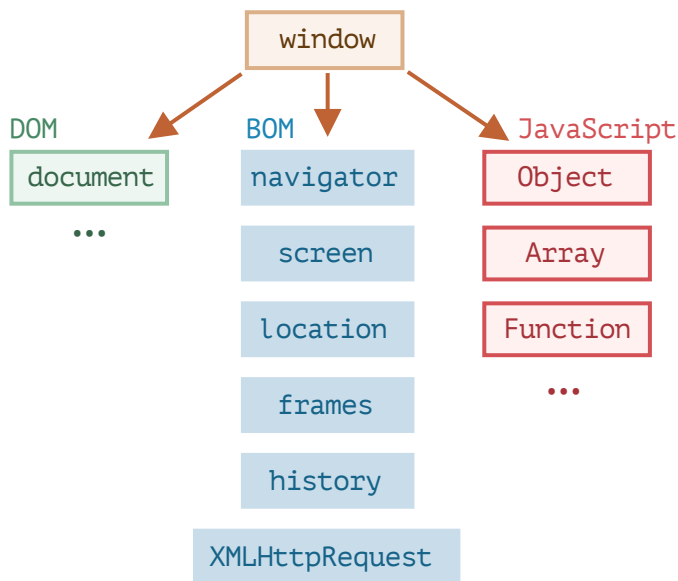 window
DOM
BOM
JavaScript
document
navigator
Object
...
screen
Array
location
Function
frames
...
history
XMLHttpRequest